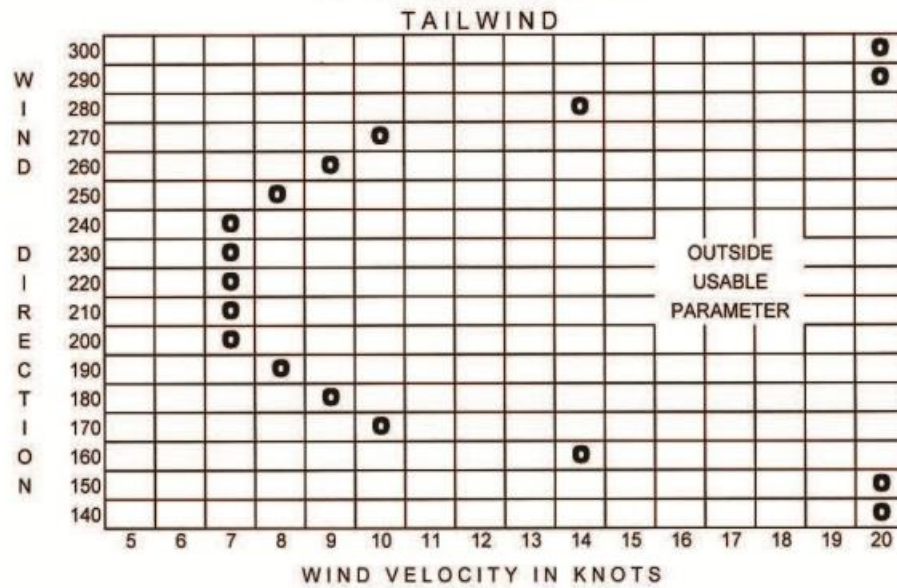 TAILWIND
300
290
280
270
260
250
240
230
220
210
200
190
180
170
160
150
140
WIND DIRECTION
OUTSIDE
USABLE
PARAMETER
5 6 7 8 9 10 11 12 13 14 15 16 17 18 19 20
WIND VELOCITY IN KNOTS